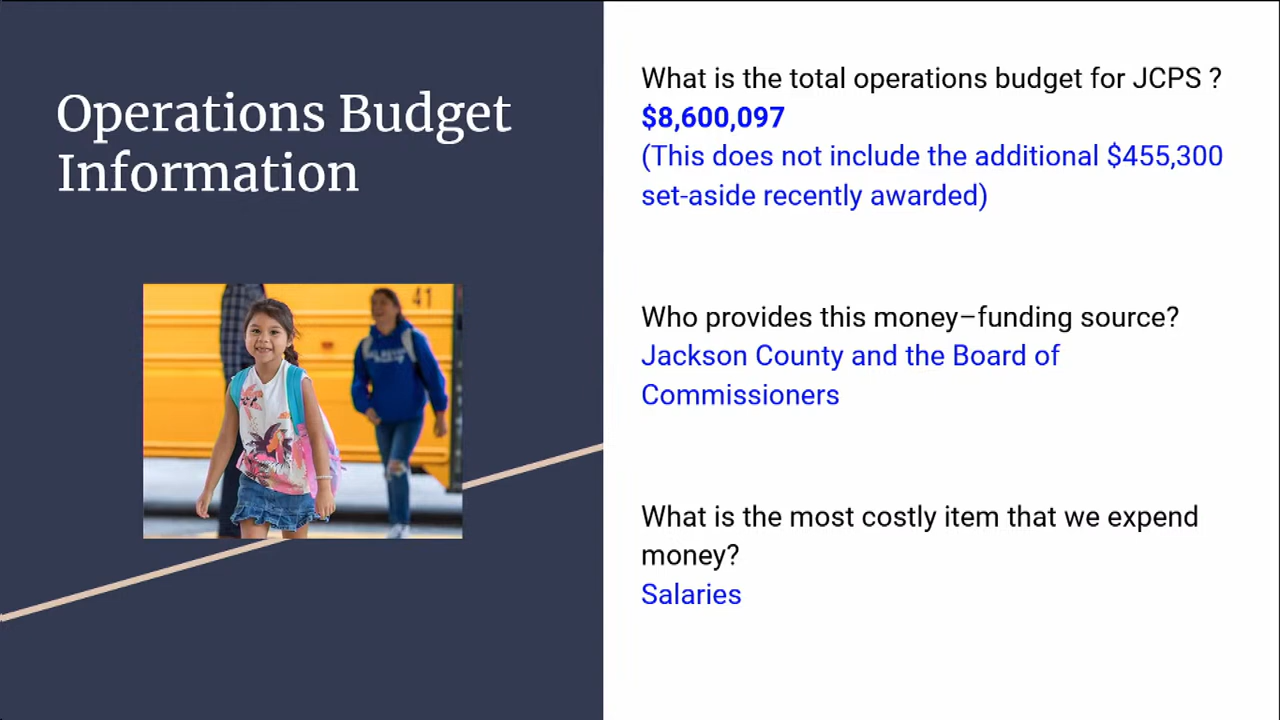 Operations Budget
Information
41
What is the total operations budget for JCPS ?
$8,600,097
(This does not include the additional $455,300
set-aside recently awarded)
Who provides this money–funding source?
Jackson County and the Board of
Commissioners
What is the most costly item that we expend
money?
Salaries